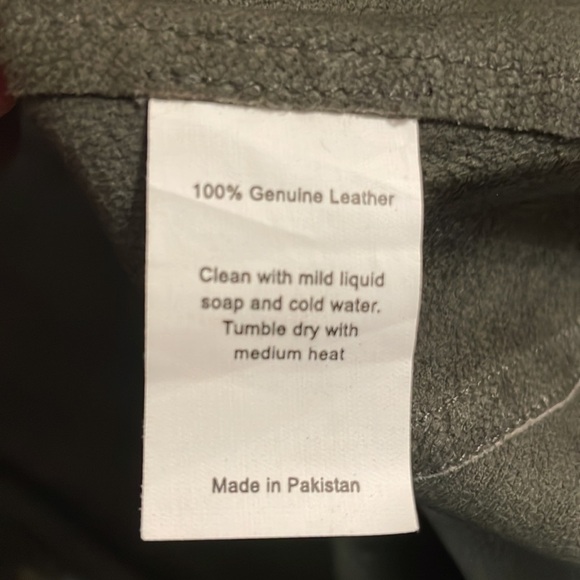 100% Genuine Leather
Clean with mild liquid
soap and cold water.
Tumble dry with
medium heat
Made in Pakistan